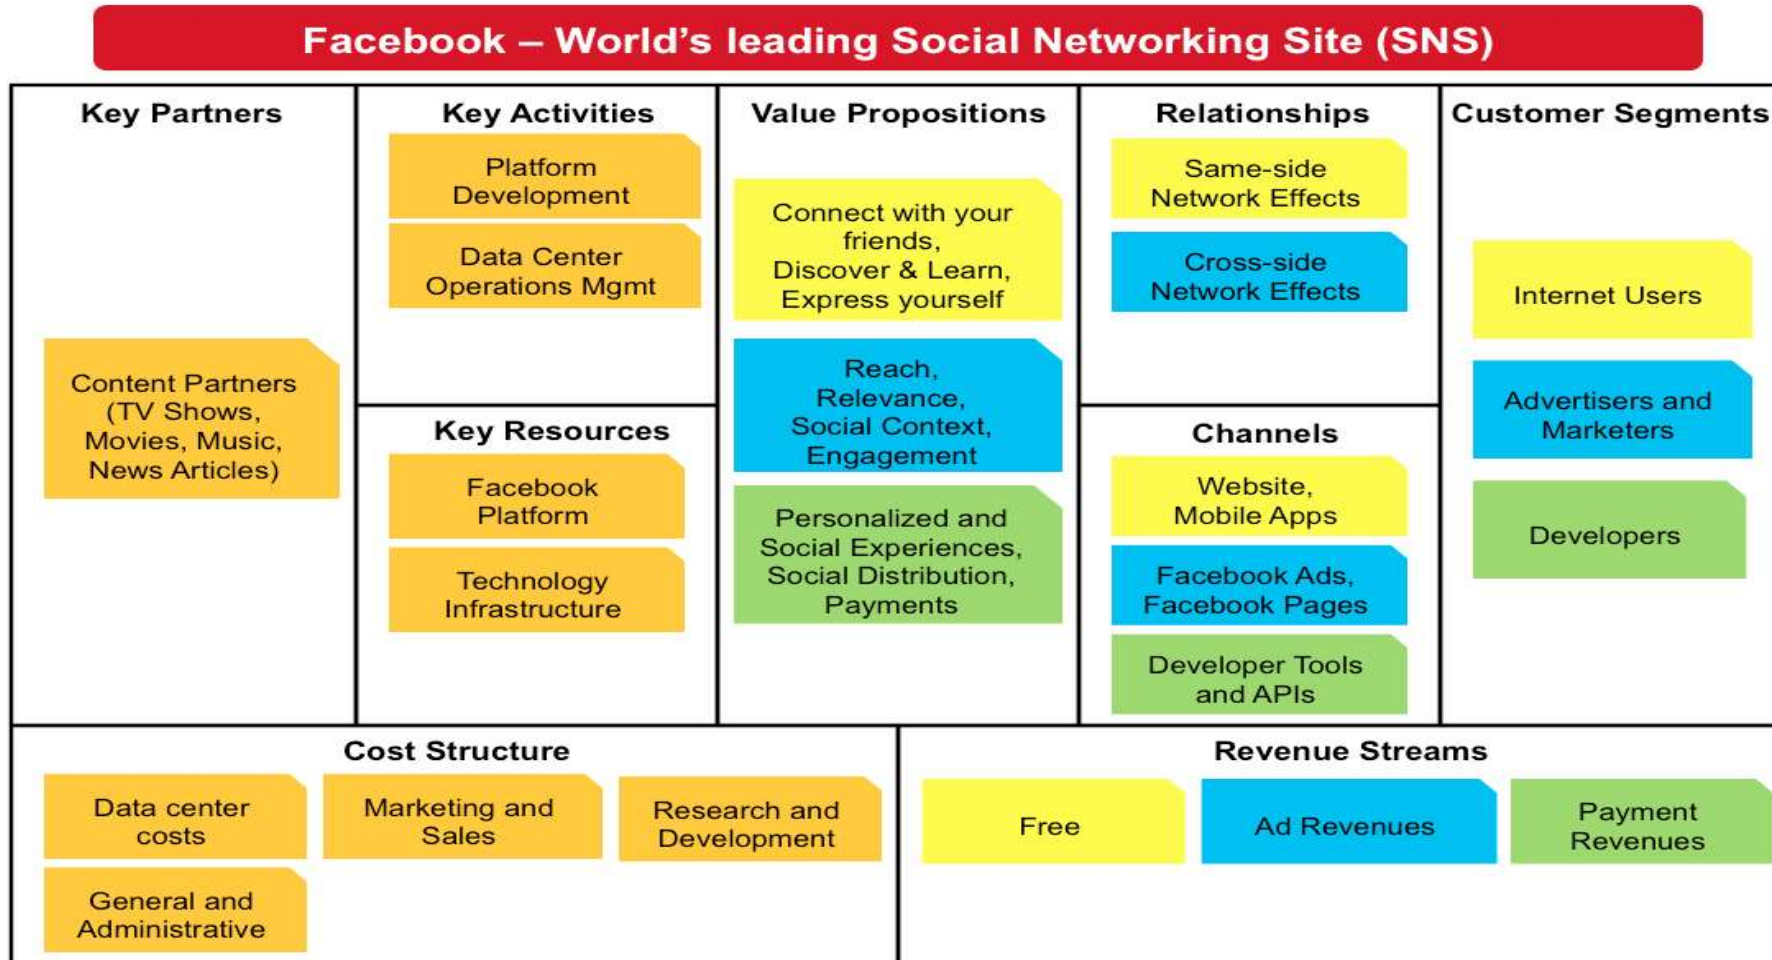 Facebook – World's leading Social Networking Site (SNS)
Key Partners
Content Partners
(TV Shows,
Movies, Music,
News Articles)
Key Activities
Platform
Development
Data Center
Operations Mgmt
Key Resources
Facebook
Platform
Technology
Infrastructure
Value Propositions
Connect with your
friends,
Discover & Learn,
Express yourself
Reach,
Relevance,
Social Context,
Engagement
Personalized and
Social Experiences,
Social Distribution,
Payments
Relationships
Same-side
Network Effects
Cross-side
Network Effects
Channels
Website,
Mobile Apps
Facebook Ads,
Facebook Pages
Developer Tools
and APIs
Customer Segments
Internet Users
Advertisers and
Marketers
Developers
Cost Structure
Data center
costs
Marketing and
Sales
Research and
Development
General and
Administrative
Revenue Streams
Free
Ad Revenues
Payment
Revenues